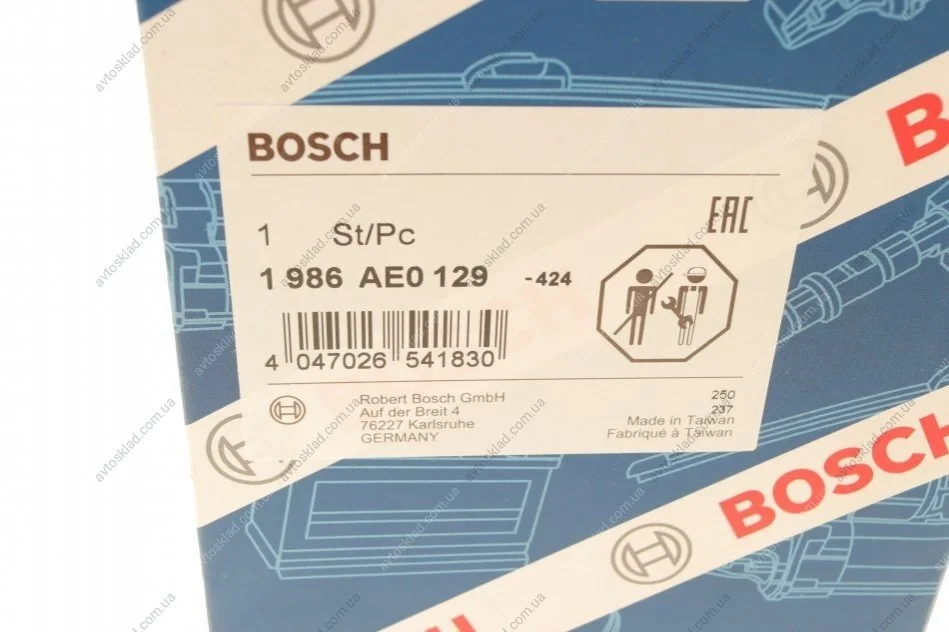 BOSCH
EAC
1 St/Pc
1 986 AE0 129 -424
4 047026 541830
Robert Bosch GmbH
Auf der Breit 4
76227 Karlsruhe
GERMANY
250
237
Made in Taiwan
Fabriqué à Taiwan
B
BOSCH
avtosklad.com.ua